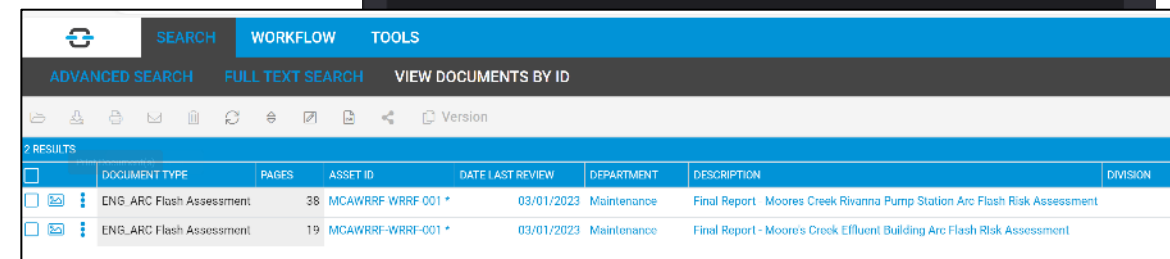 SEARCH WORKFLOW TOOLS
ADVANCED SEARCH FULL TEXT SEARCH VIEW DOCUMENTS BY ID
Version
2 RESULTS
DOCUMENT TYPE PAGES ASSET ID DATE LAST REVIEW DEPARTMENT DESCRIPTION DIVISION
ENG_ARC Flash Assessment 38 MCAWRRF WRRF 001 * 03/01/2023 Maintenance Final Report Moores Creek Rivanna Pump Station Arc Flash Risk Assessment
ENG_ARC Flash Assessment 19 MCAWRRF-WRRF-001 * 03/01/2023 Maintenance Final Report - Moore's Creek Effluent Building Arc Flash RIsk Assessment